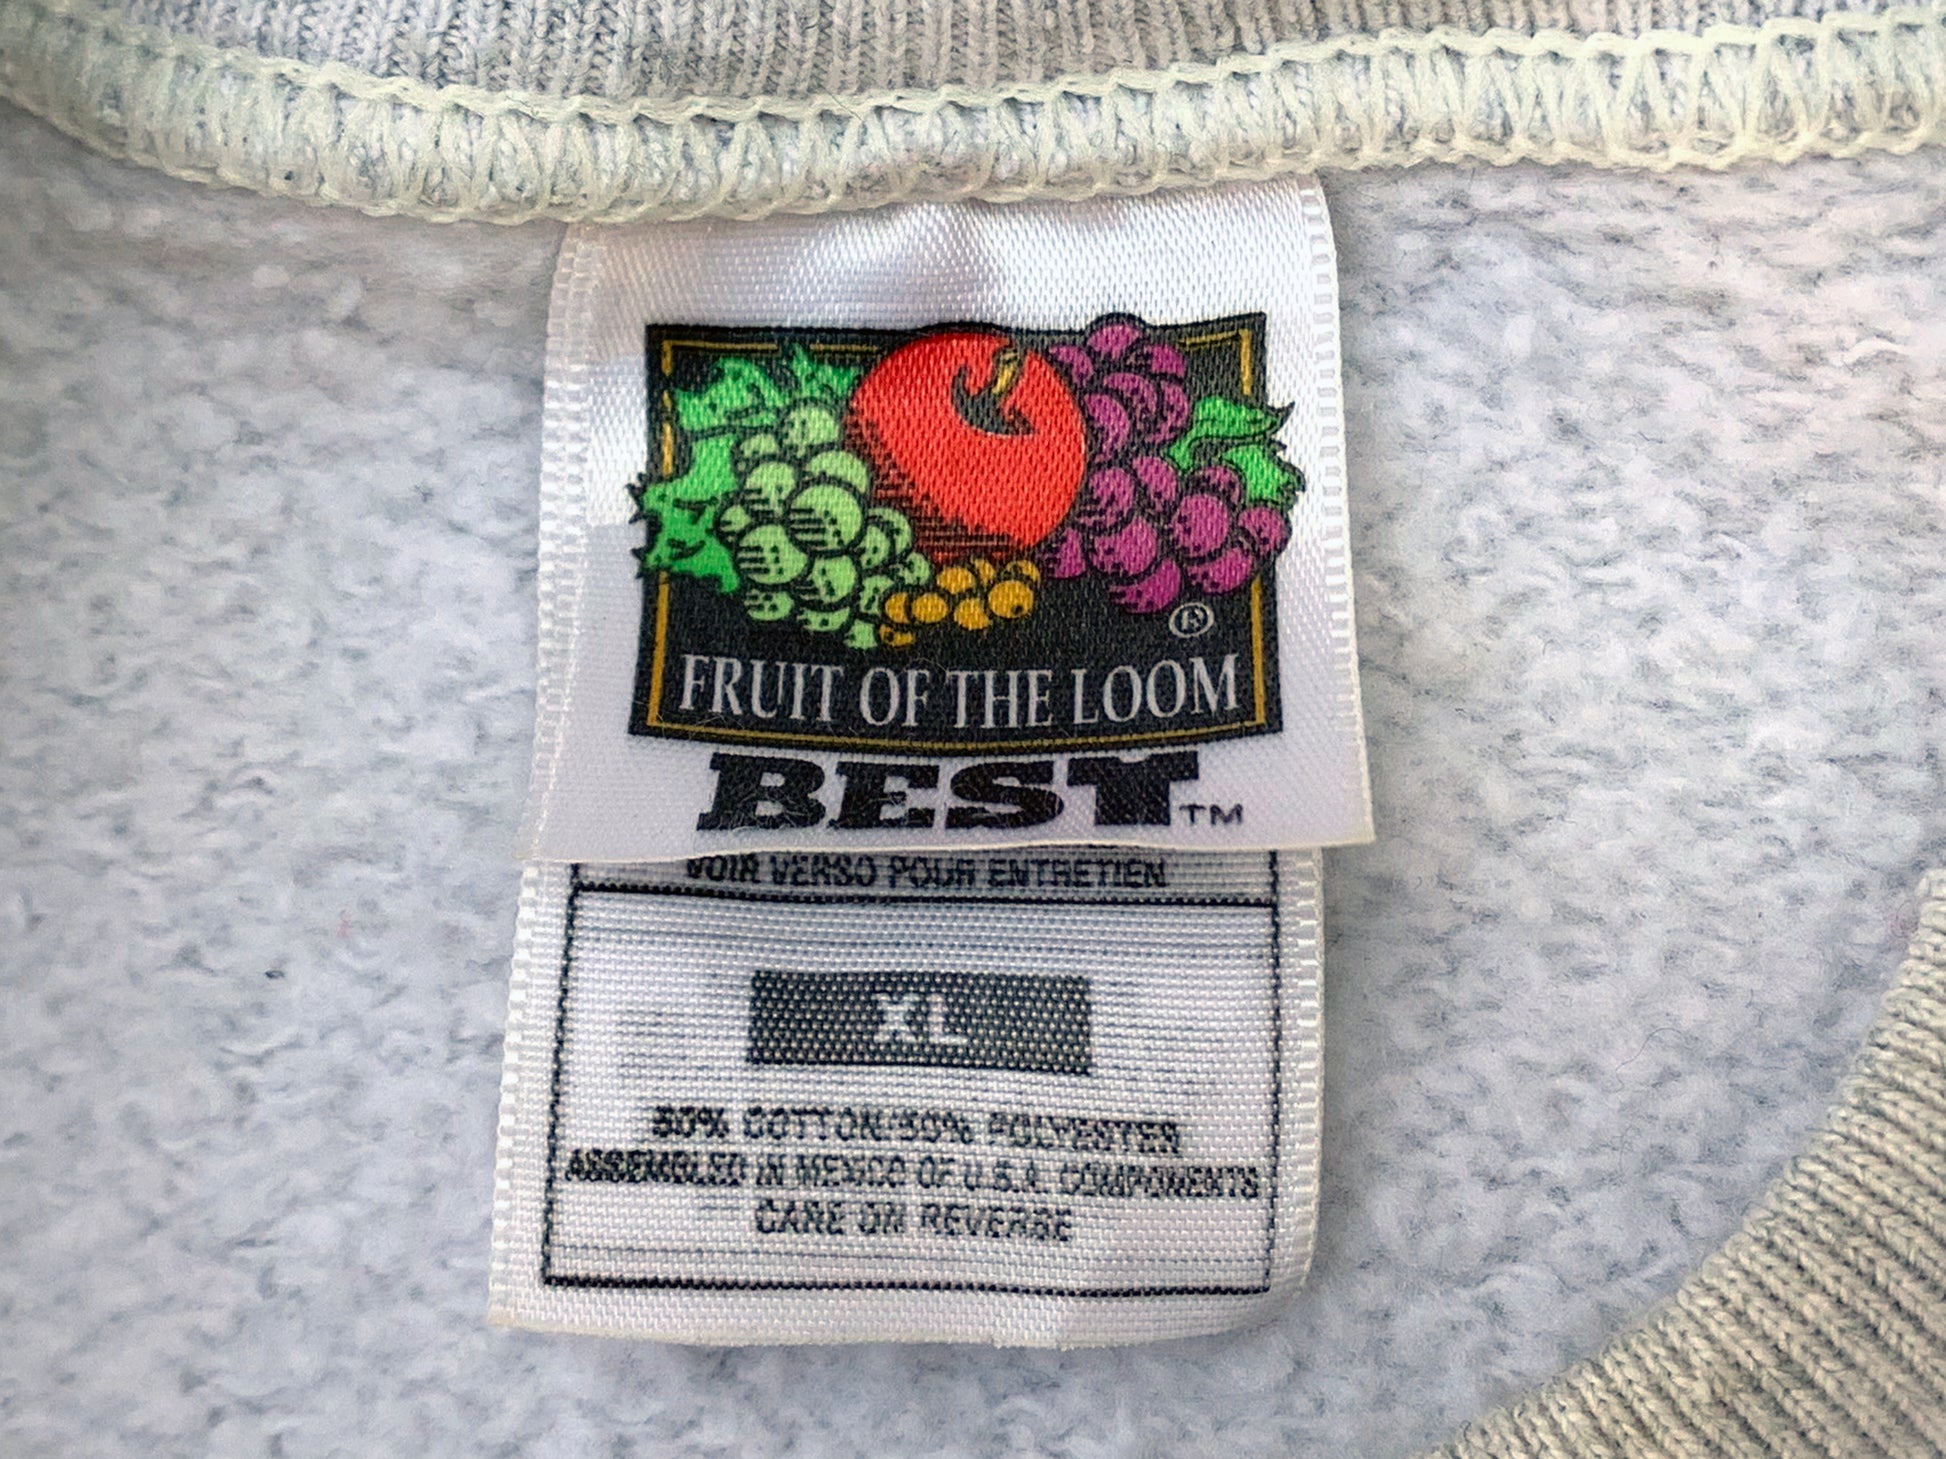 ®
FRUIT OF THE LOOM
BEST™
VOIR VERSO POUR ENTRETIEN
XL
50% COTTON/50% POLYESTER
ASSEMBLED IN MEXICO OF U.S.A. COMPONENTS
CARE ON REVERSE